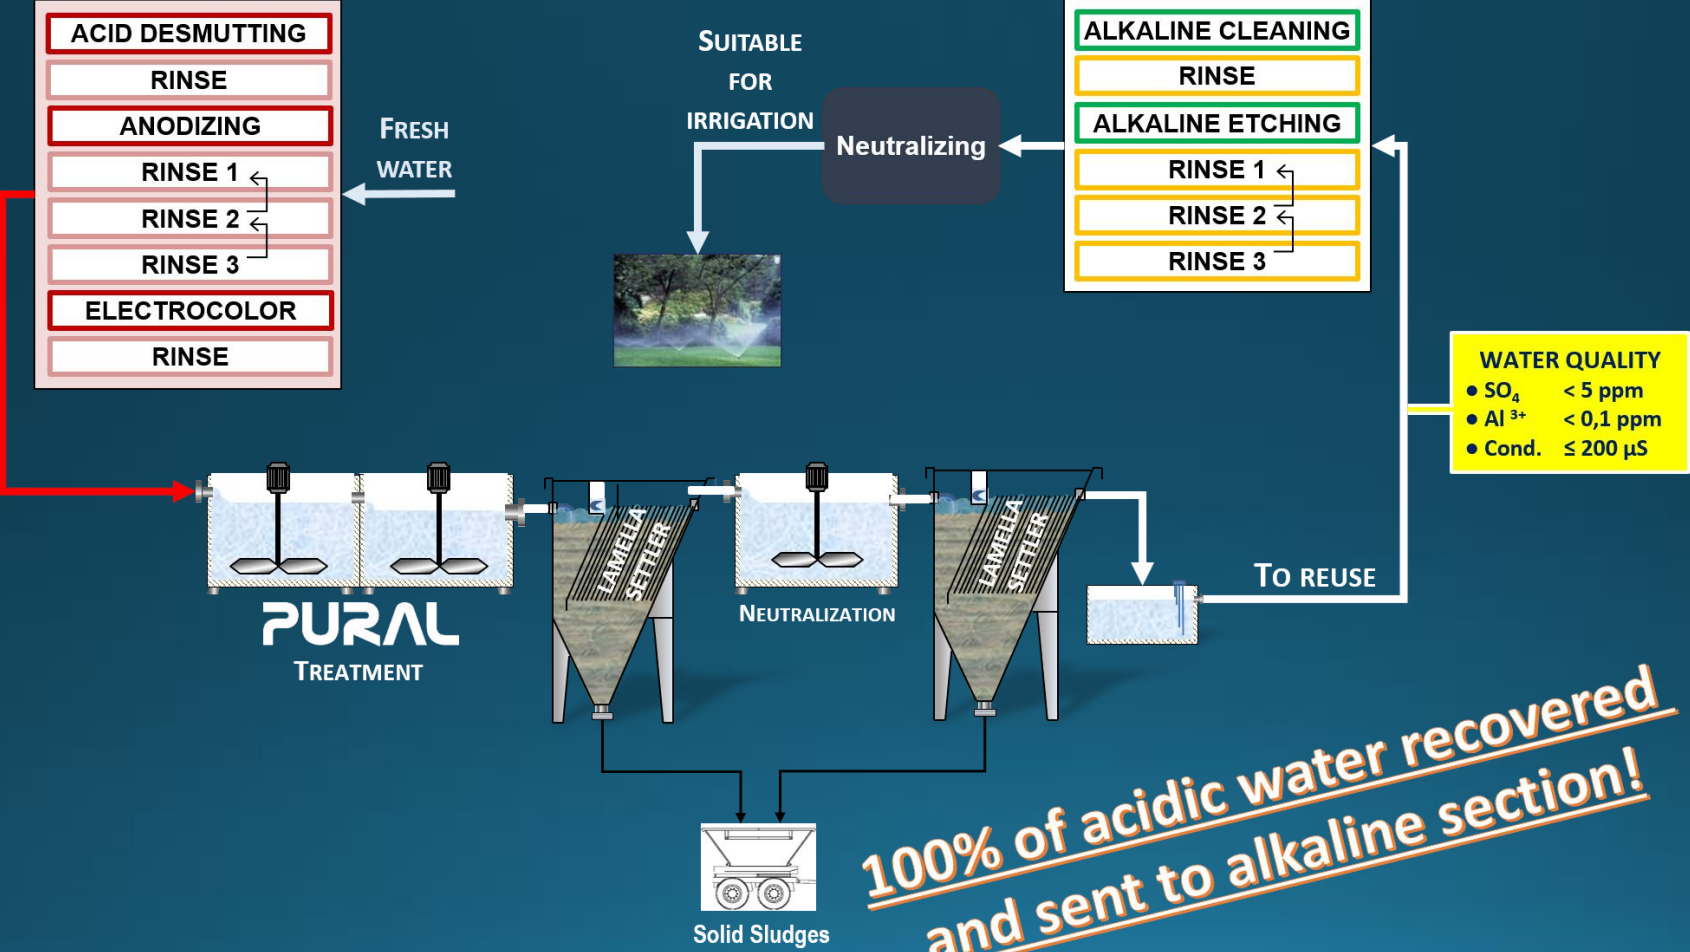 ACID DESMUTTING
RINSE
ANODIZING
RINSE 1
RINSE 2
RINSE 3
ELECTROCOLOR
RINSE
FRESH
WATER
SUITABLE
FOR
IRRIGATION
Neutralizing
ALKALINE CLEANING
RINSE
ALKALINE ETCHING
RINSE 1
RINSE 2
RINSE 3
WATER QUALITY
● SO₄ < 5 ppm
● Al ³⁺ < 0,1 ppm
● Cond. ≤ 200 µS
LAMELLA
SETTLER
LAMELLA
SETTLER
PURAL
TREATMENT
NEUTRALIZATION
TO REUSE
Solid Sludges
100% of acidic water recovered
and sent to alkaline section!